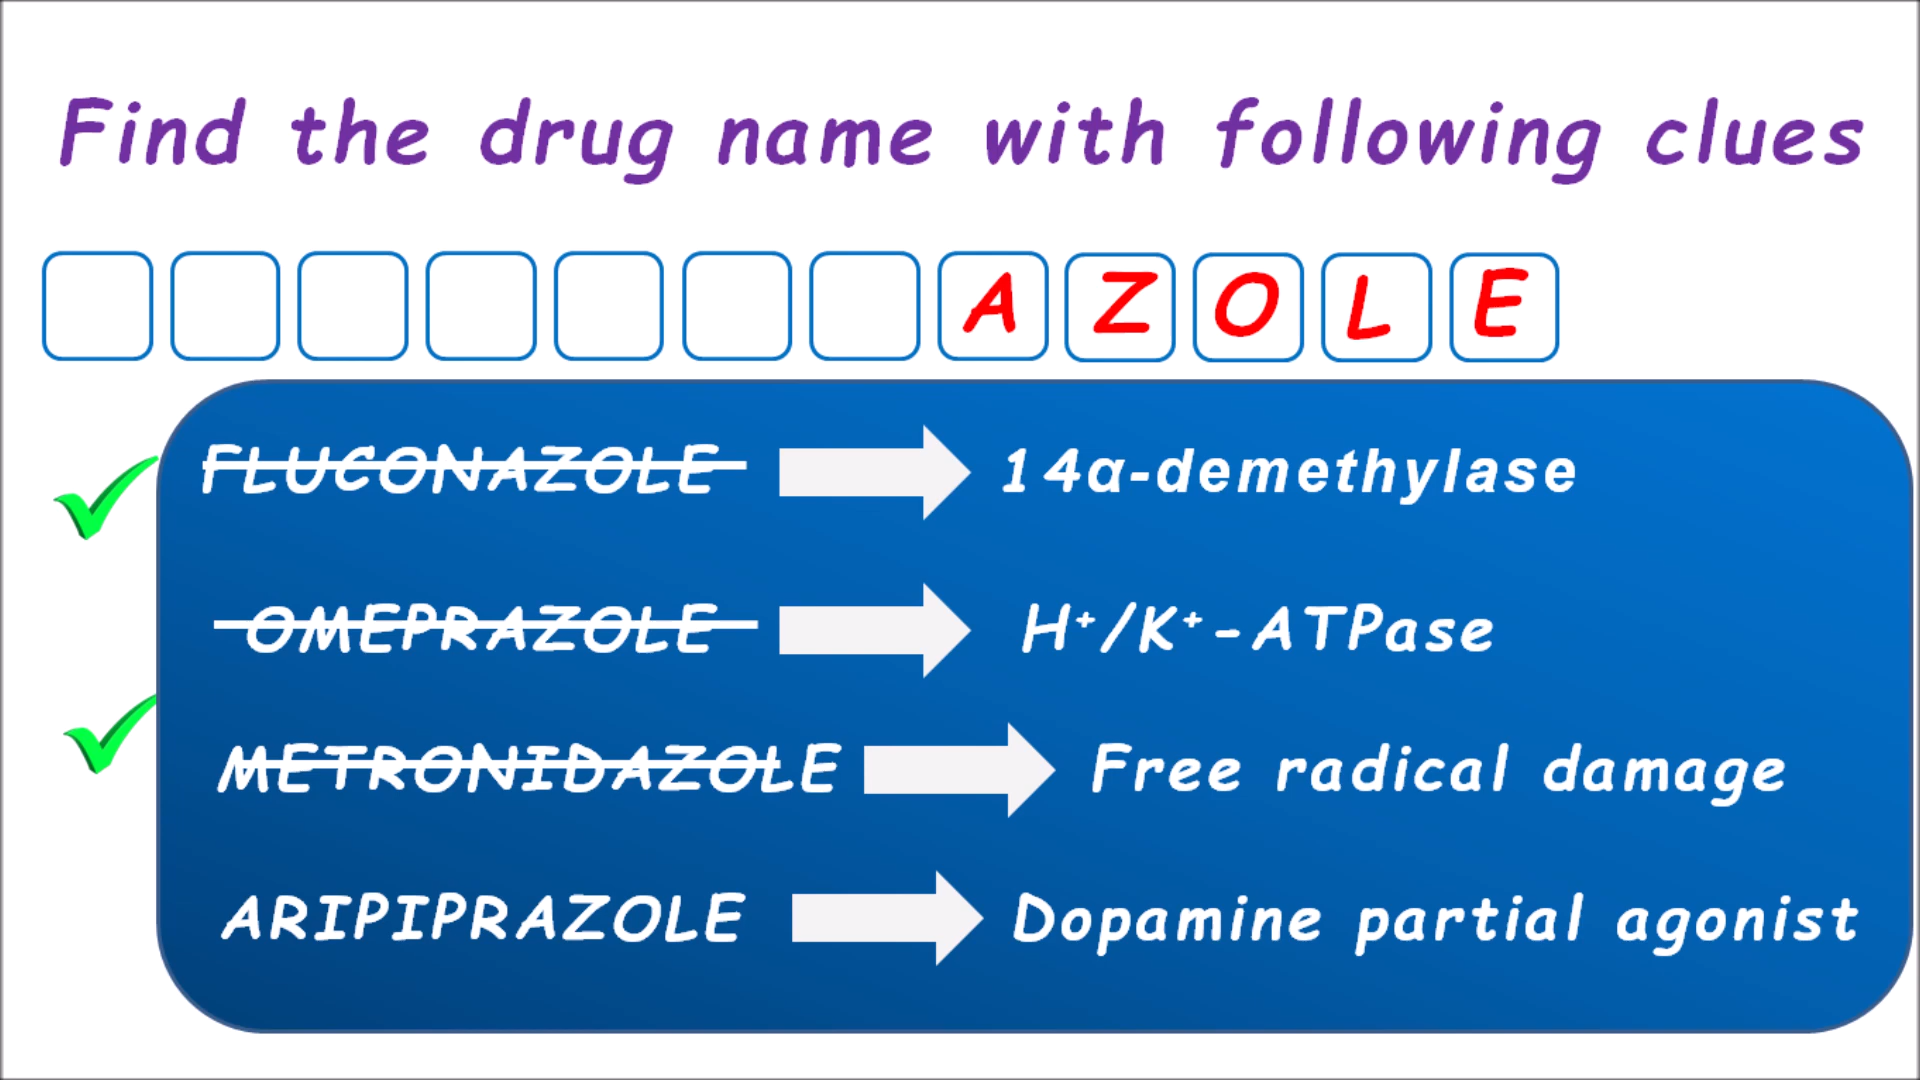 Find the drug name with following clues
A Z O L E
FLUCONAZOLE 14α-demethylase
OMEPRAZOLE H⁺/K⁺-ATPase
METRONIDAZOLE Free radical damage
ARIPIPRAZOLE Dopamine partial agonist